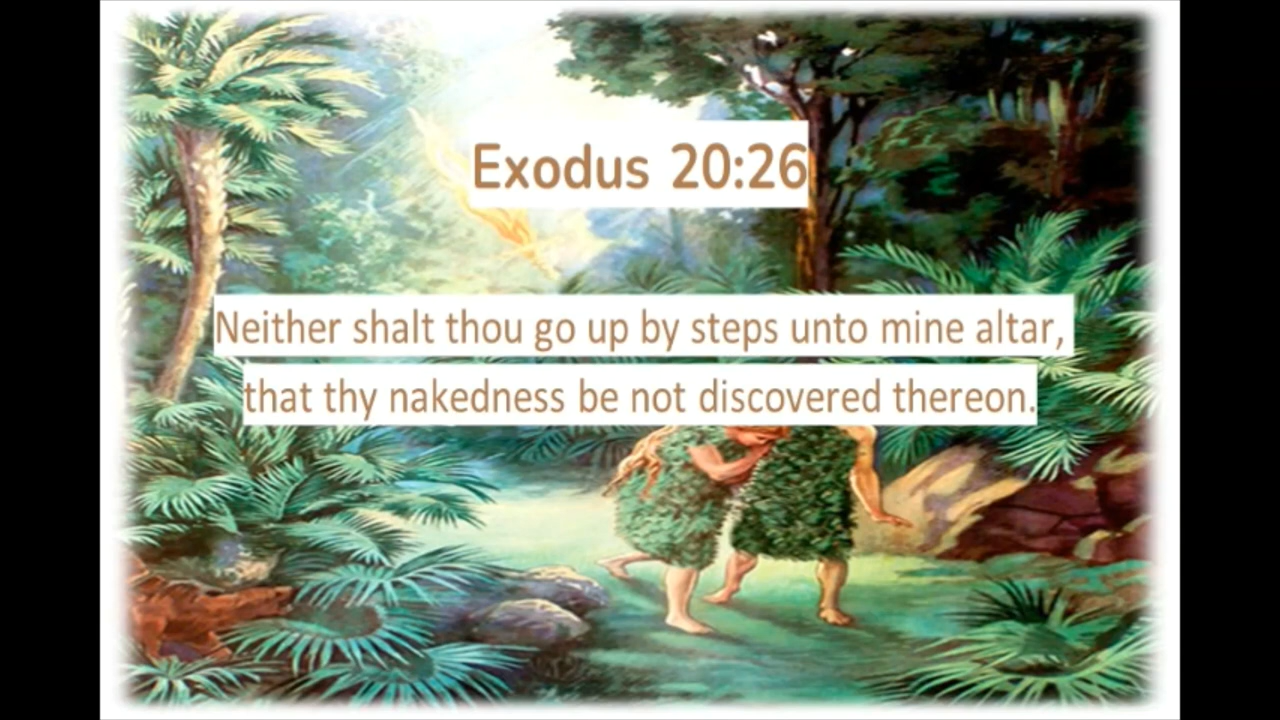 Exodus 20:26
Neither shalt thou go up by steps unto mine altar,
that thy nakedness be not discovered thereon.